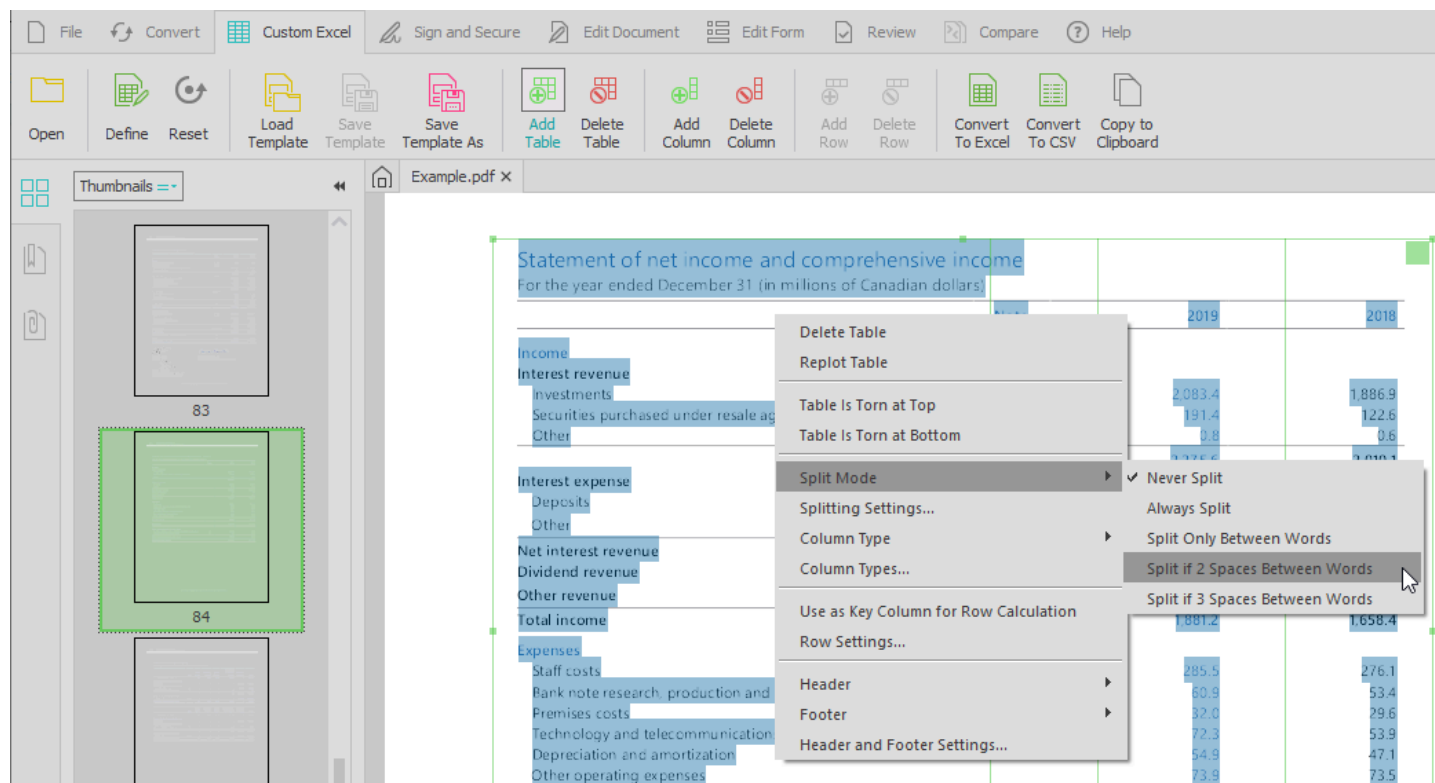 File Convert Custom Excel Sign and Secure Edit Document Edit Form Review Compare Help
Open Define Reset Load Template Save Template Save Template As Add Table Delete Table Add Column Delete Column Add Row Delete Row Convert To Excel Convert To CSV Copy to Clipboard
Thumbnails
Example.pdf
83
84
Statement of net income and comprehensive income
For the year ended December 31 (in millions of Canadian dollars)
2019 2018
Income
Interest revenue
Investments 2,083.4 1,886.9
Securities purchased under resale 191.4 122.6
Other 0.8 0.6
Interest expense
Deposits
Other
Net interest revenue
Dividend revenue
Other revenue
Total income 1,881.2 1,658.4
Expenses
Staff costs 285.5 276.1
Bank note research, production and 60.9 53.4
Premises costs 32.0 29.6
Technology and telecommunication 72.3 53.9
Depreciation and amortization 54.9 47.1
Other operating expenses 73.9 73.5
Delete Table
Replot Table
Table Is Torn at Top
Table Is Torn at Bottom
Split Mode
Splitting Settings...
Column Type
Column Types...
Use as Key Column for Row Calculation
Row Settings...
Header
Footer
Header and Footer Settings...
Never Split
Always Split
Split Only Between Words
Split if 2 Spaces Between Words
Split if 3 Spaces Between Words